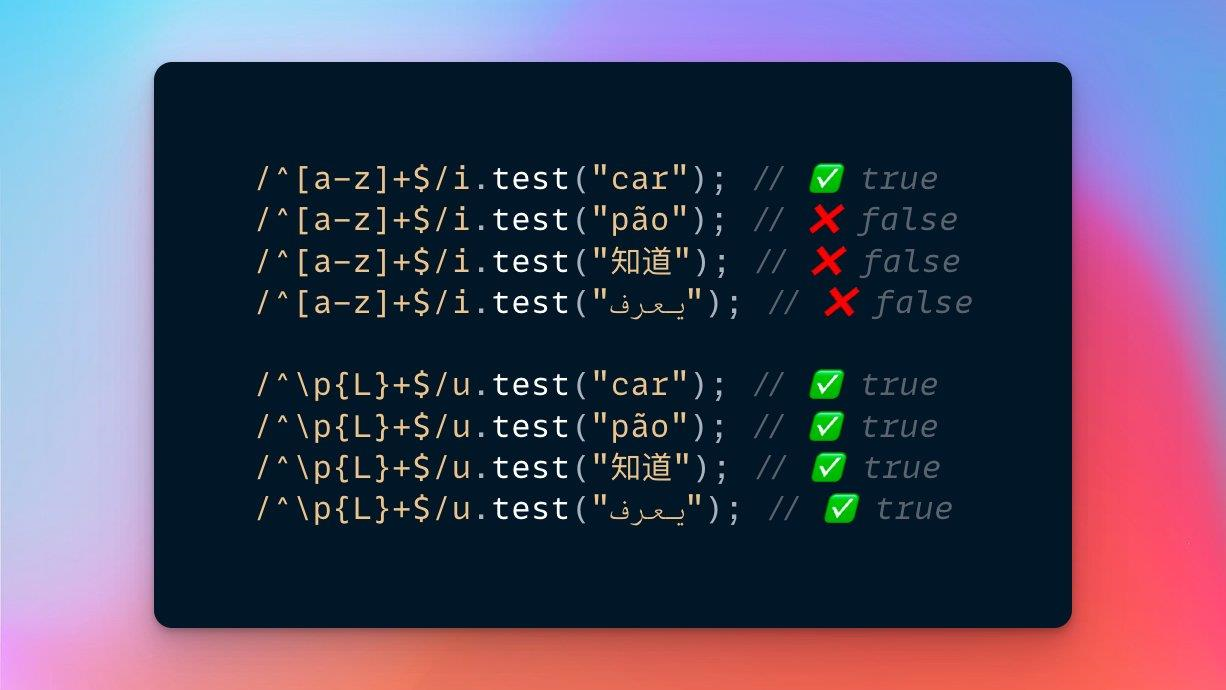 /^[a-z]+$/i.test("car"); // ✅ true
/^[a-z]+$/i.test("pão"); // ❌ false
/^[a-z]+$/i.test("知道"); // ❌ false
/^[a-z]+$/i.test("يعرف"); // ❌ false
/^\p{L}+$/u.test("car"); // ✅ true
/^\p{L}+$/u.test("pão"); // ✅ true
/^\p{L}+$/u.test("知道"); // ✅ true
/^\p{L}+$/u.test("يعرف"); // ✅ true